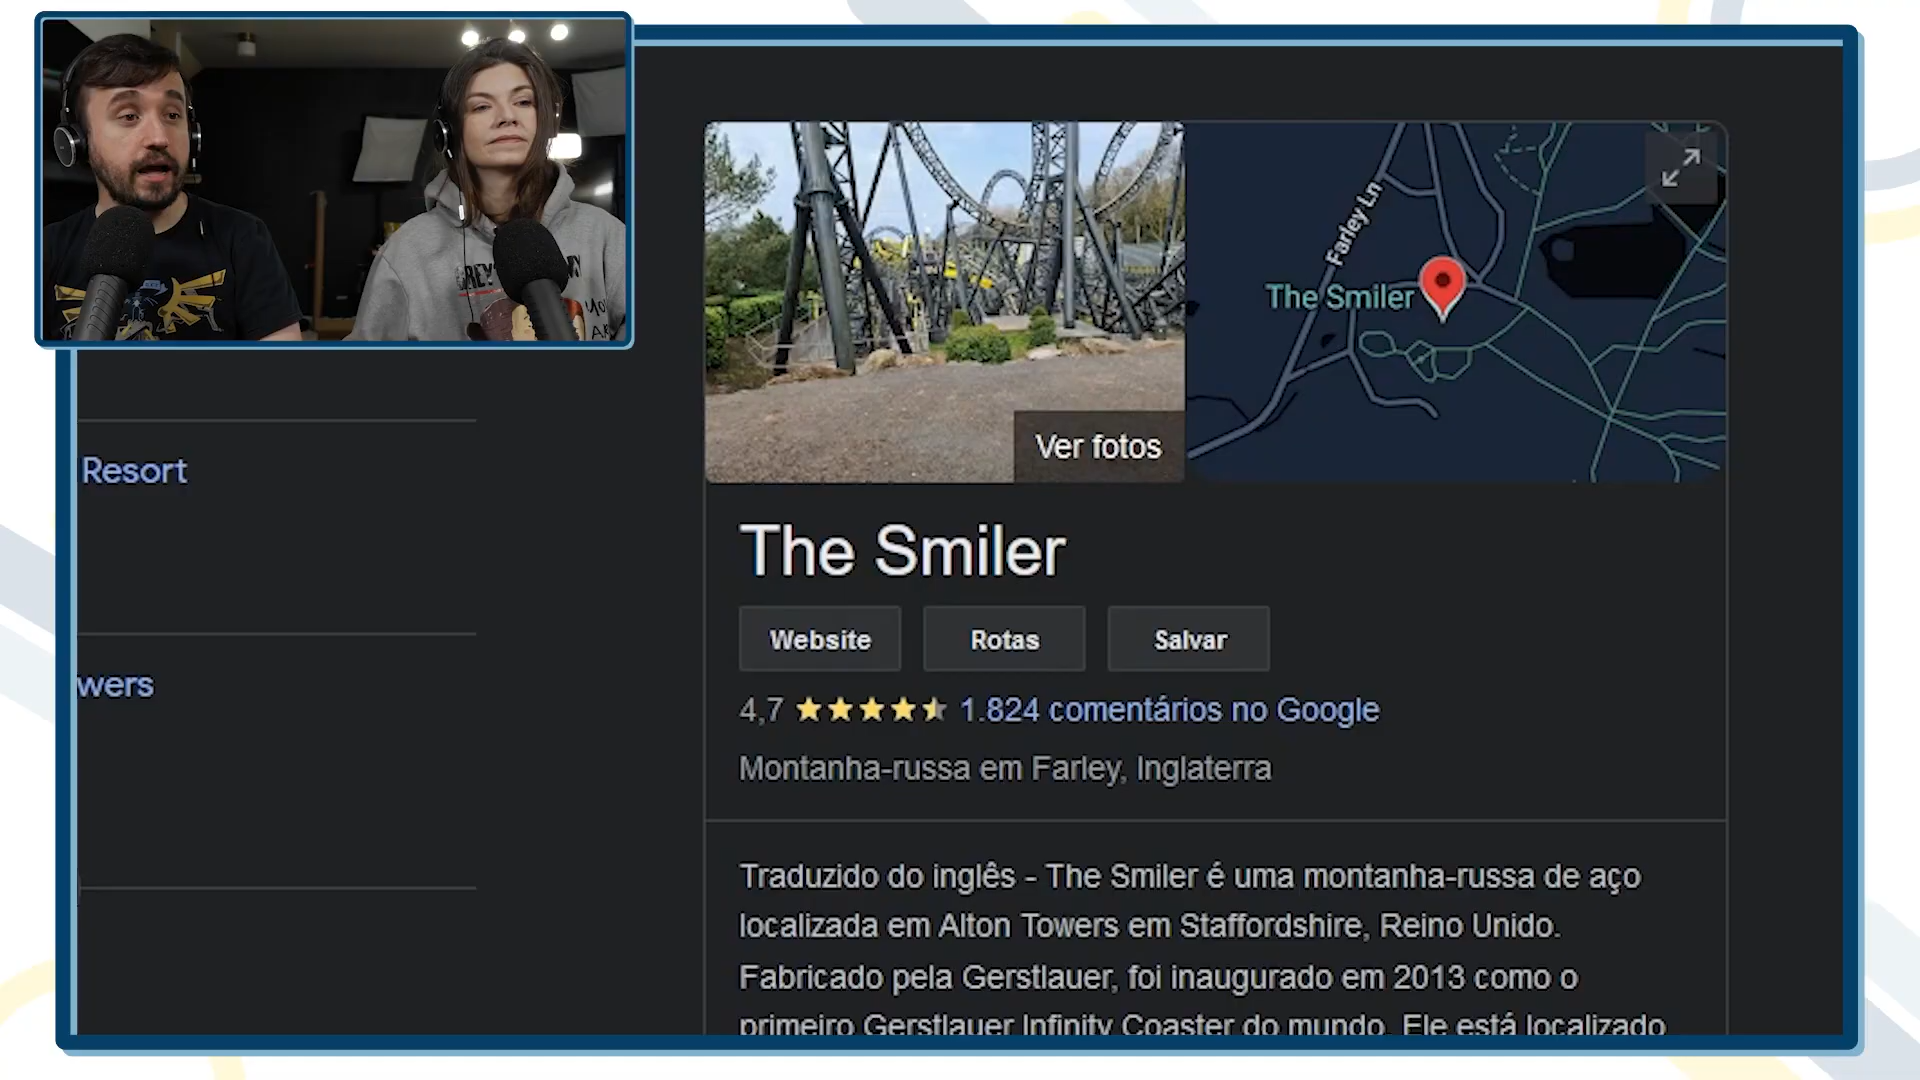 Ver fotos
Farley Ln
The Smiler
Resort
wers
The Smiler
Website Rotas Salvar
4,7 1.824 comentários no Google
Montanha-russa em Farley, Inglaterra
Traduzido do inglês - The Smiler é uma montanha-russa de aço
localizada em Alton Towers em Staffordshire, Reino Unido.
Fabricado pela Gerstlauer, foi inaugurado em 2013 como o
primeiro Gerstlauer Infinity Coaster do mundo. Ele está localizado